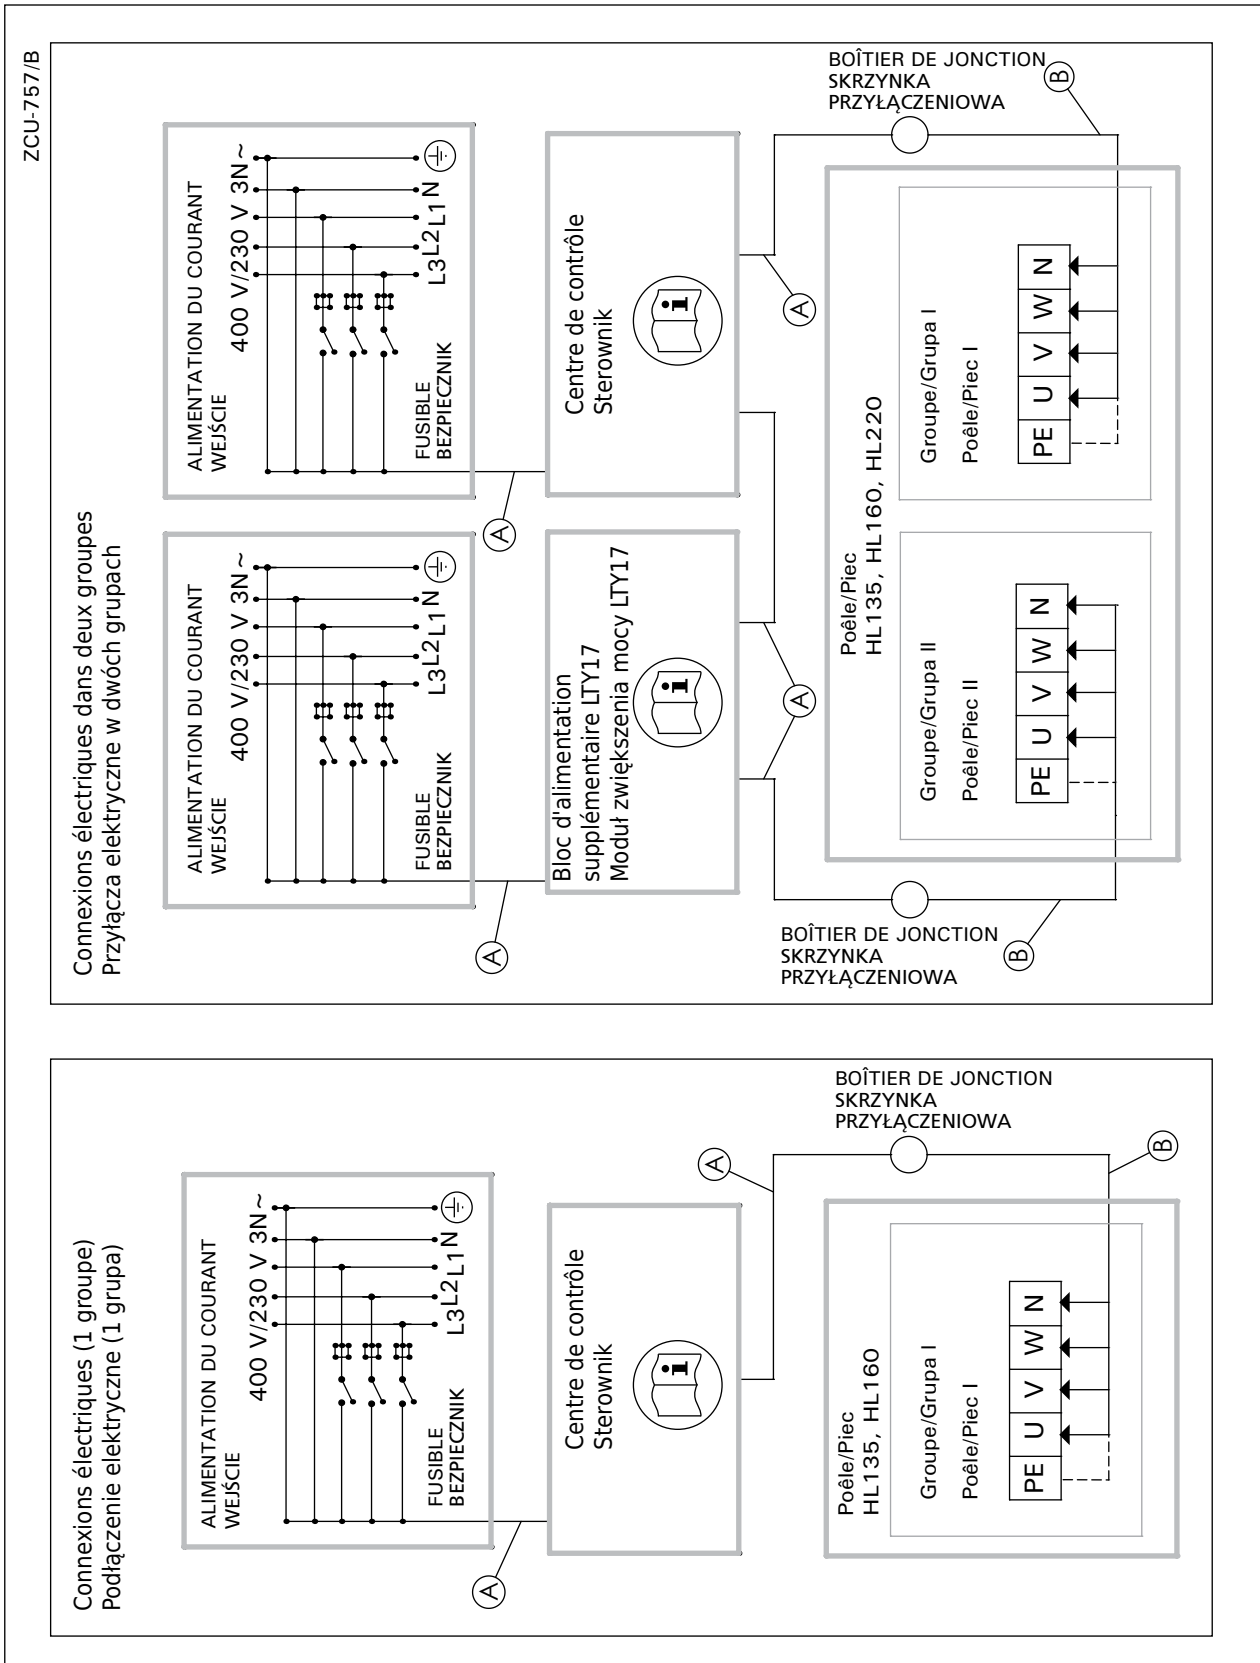 ZCU-757/B
Connexions électriques (1 groupe)
Podłączenie elektryczne (1 grupa)
ALIMENTATION DU COURANT
WEJŚCIE
400 V/230 V 3N ~
L3 L2 L1 N
FUSIBLE
BEZPIECZNIK
A
Centre de contrôle
Sterownik
i
A
BOÎTIER DE JONCTION
SKRZYNKA
PRZYŁĄCZENIOWA
B
Poêle/Piec
HL135, HL160
Groupe/Grupa I
Poêle/Piec I
PE U V W N
Connexions électriques dans deux groupes
Przyłącza elektryczne w dwóch grupach
ALIMENTATION DU COURANT
WEJŚCIE
400 V/230 V 3N ~
L3 L2 L1 N
FUSIBLE
BEZPIECZNIK
A
ALIMENTATION DU COURANT
WEJŚCIE
400 V/230 V 3N ~
L3 L2 L1 N
FUSIBLE
BEZPIECZNIK
A
Bloc d'alimentation
supplémentaire LTY17
Moduł zwiększenia mocy LTY17
i
Centre de contrôle
Sterownik
i
A
A
BOÎTIER DE JONCTION
SKRZYNKA
PRZYŁĄCZENIOWA
B
BOÎTIER DE JONCTION
SKRZYNKA
PRZYŁĄCZENIOWA
B
Poêle/Piec
HL135, HL160, HL220
Groupe/Grupa II
Poêle/Piec II
PE U V W N
Groupe/Grupa I
Poêle/Piec I
PE U V W N